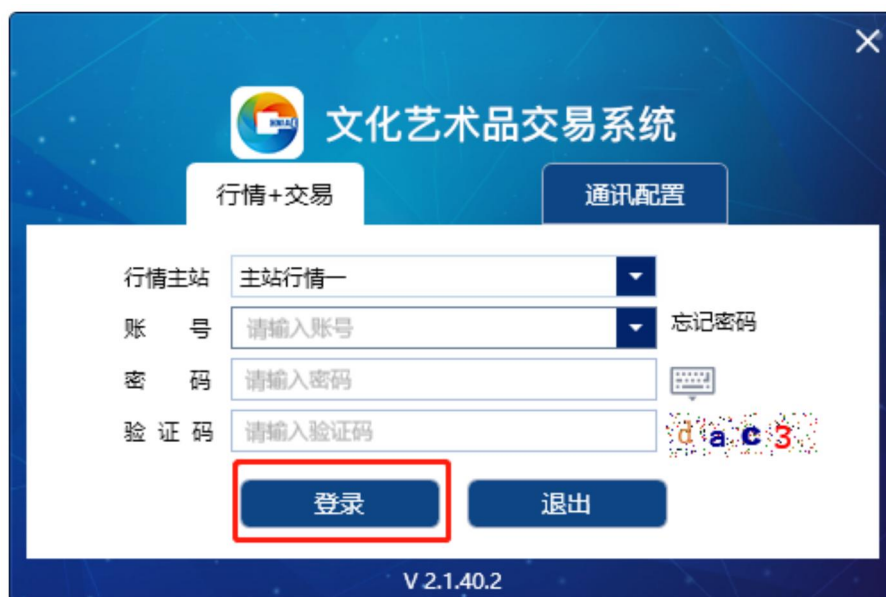 文化艺术品交易系统
行情+交易 通讯配置
行情主站 主站行情一
账 号 请输入账号 忘记密码
密 码 请输入密码
验 证 码 请输入验证码 dac3
登录 退出
V 2.1.40.2